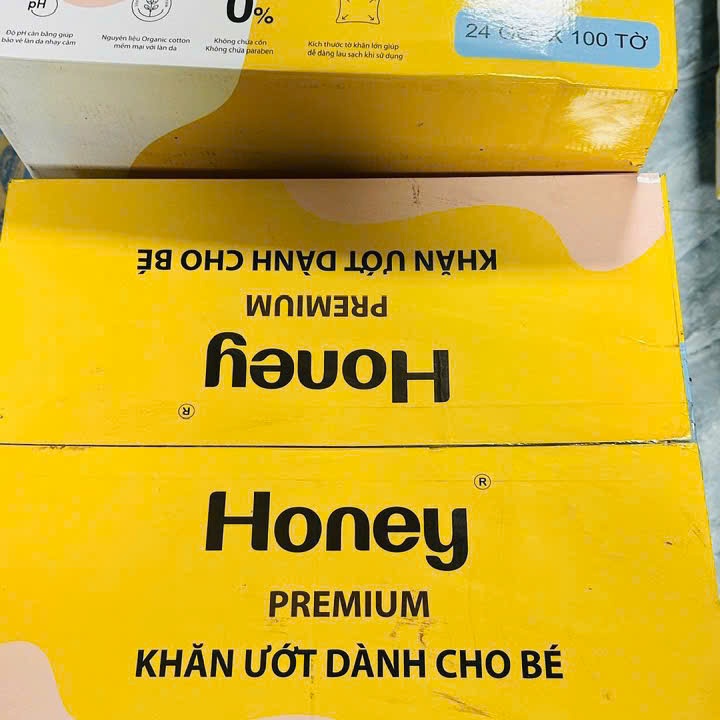 pH
0%
Độ pH cân bằng giúp
bảo vệ làn da nhạy cảm
Nguyên liệu Organic cotton
mềm mại với làn da
Không chứa cồn
Không chứa paraben
Kích thước tờ khăn lớn giúp
dễ dàng lau sạch khi sử dụng
24 X 100 TỜ
KHĂN ƯỚT DÀNH CHO BÉ
PREMIUM
Honey
®
Honey®
PREMIUM
KHĂN ƯỚT DÀNH CHO BÉ